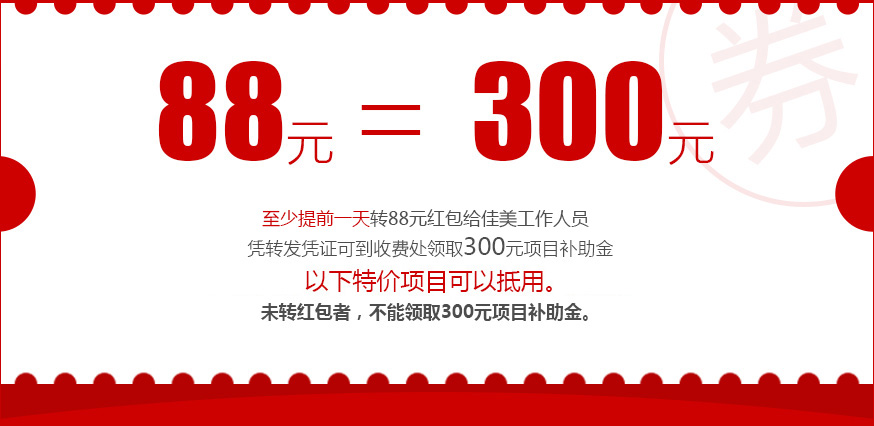 券
88元 = 300元
至少提前一天转88元红包给佳美工作人员
凭转发凭证可到收费处领取300元项目补助金
以下特价项目可以抵用。
未转红包者，不能领取300元项目补助金。